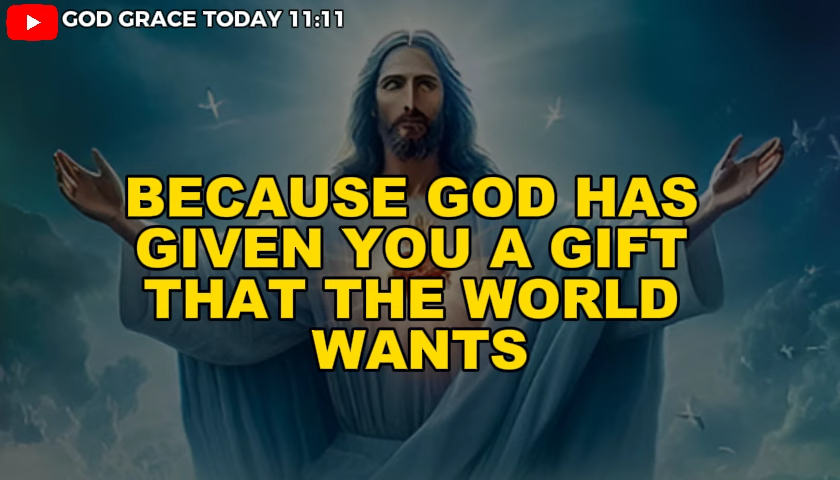 GOD GRACE TODAY 11:11
BECAUSE GOD HAS
GIVEN YOU A GIFT
THAT THE WORLD
WANTS